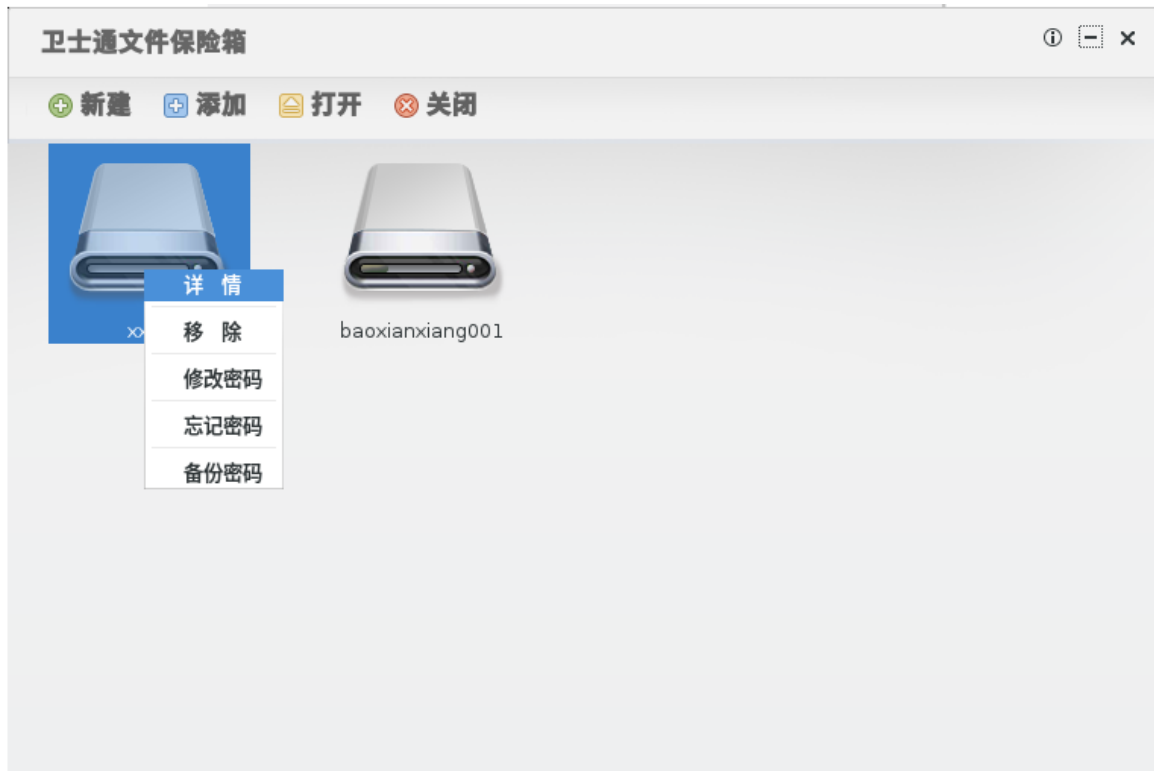 卫士通文件保险箱
新建 添加 打开 关闭
详 情
baoxianxiang001
移 除
修改密码
忘记密码
备份密码